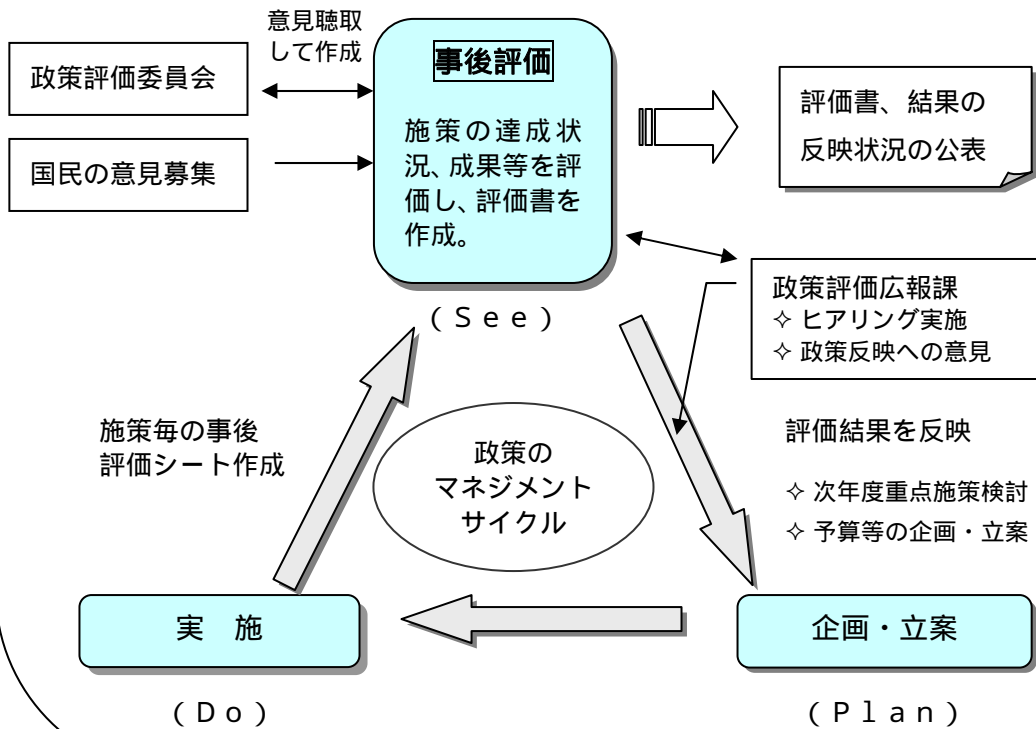 意見聴取
して作成
政策評価委員会
国民の意見募集
事後評価
施策の達成状
況、成果等を評
価し、評価書を
作成。
(See)
評価書、結果の
反映状況の公表
政策評価広報課
✧ ヒアリング実施
✧ 政策反映への意見
施策毎の事後
評価シート作成
政策の
マネジメント
サイクル
評価結果を反映
✧ 次年度重点施策検討
✧ 予算等の企画・立案
実 施
(Do)
企画・立案
(Plan)